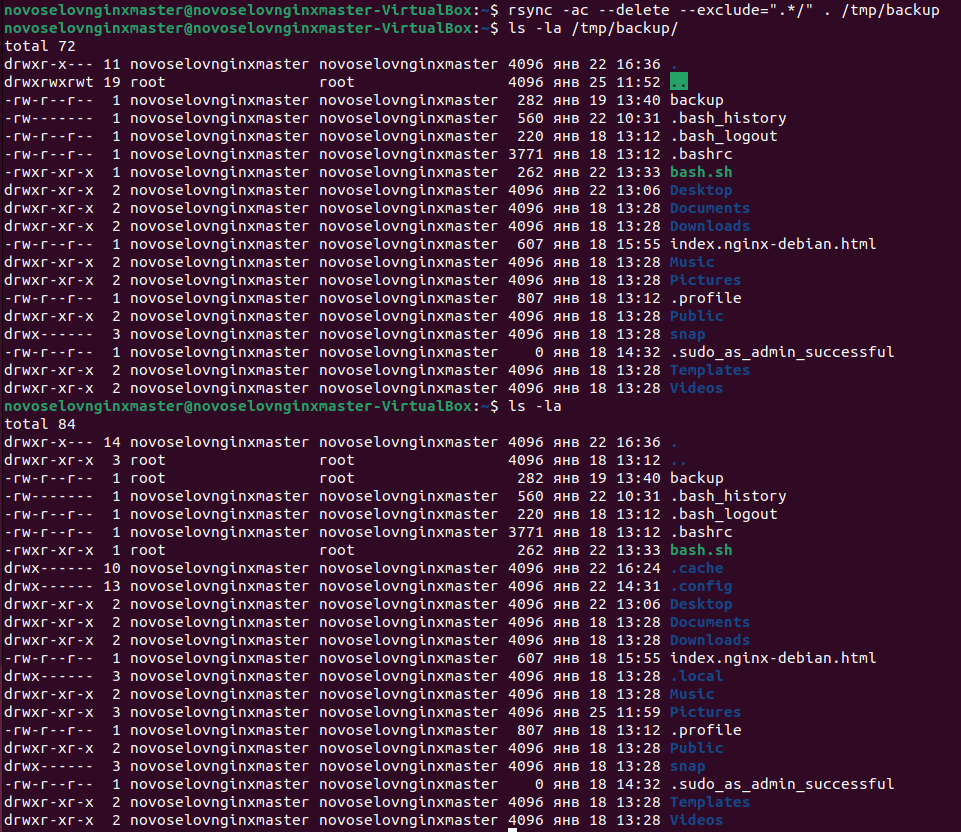 novoselovnginxmaster@novoselovnginxmaster-VirtualBox:~$ rsync -ac --delete --exclude=".*/" . /tmp/backup
novoselovnginxmaster@novoselovnginxmaster-VirtualBox:~$ ls -la /tmp/backup/
total 72
drwxr-x--- 11 novoselovnginxmaster novoselovnginxmaster 4096 янв 22 16:36 .
drwxrwxrwt 19 root                 root                 4096 янв 25 11:52 ..
-rw-r--r--  1 novoselovnginxmaster novoselovnginxmaster  282 янв 19 13:40 backup
-rw-------  1 novoselovnginxmaster novoselovnginxmaster  560 янв 22 10:31 .bash_history
-rw-r--r--  1 novoselovnginxmaster novoselovnginxmaster  220 янв 18 13:12 .bash_logout
-rw-r--r--  1 novoselovnginxmaster novoselovnginxmaster 3771 янв 18 13:12 .bashrc
-rwxr-xr-x  1 novoselovnginxmaster novoselovnginxmaster  262 янв 22 13:33 bash.sh
drwxr-xr-x  2 novoselovnginxmaster novoselovnginxmaster 4096 янв 22 13:06 Desktop
drwxr-xr-x  2 novoselovnginxmaster novoselovnginxmaster 4096 янв 18 13:28 Documents
drwxr-xr-x  2 novoselovnginxmaster novoselovnginxmaster 4096 янв 18 13:28 Downloads
-rw-r--r--  1 novoselovnginxmaster novoselovnginxmaster  607 янв 18 15:55 index.nginx-debian.html
drwxr-xr-x  2 novoselovnginxmaster novoselovnginxmaster 4096 янв 18 13:28 Music
drwxr-xr-x  2 novoselovnginxmaster novoselovnginxmaster 4096 янв 18 13:28 Pictures
-rw-r--r--  1 novoselovnginxmaster novoselovnginxmaster  807 янв 18 13:12 .profile
drwxr-xr-x  2 novoselovnginxmaster novoselovnginxmaster 4096 янв 18 13:28 Public
drwx------  3 novoselovnginxmaster novoselovnginxmaster 4096 янв 18 13:28 snap
-rw-r--r--  1 novoselovnginxmaster novoselovnginxmaster    0 янв 18 14:32 .sudo_as_admin_successful
drwxr-xr-x  2 novoselovnginxmaster novoselovnginxmaster 4096 янв 18 13:28 Templates
drwxr-xr-x  2 novoselovnginxmaster novoselovnginxmaster 4096 янв 18 13:28 Videos
novoselovnginxmaster@novoselovnginxmaster-VirtualBox:~$ ls -la
total 84
drwxr-x--- 14 novoselovnginxmaster novoselovnginxmaster 4096 янв 22 16:36 .
drwxr-xr-x  3 root                 root                 4096 янв 18 13:12 ..
-rw-r--r--  1 root                 root                  282 янв 19 13:40 backup
-rw-------  1 novoselovnginxmaster novoselovnginxmaster  560 янв 22 10:31 .bash_history
-rw-r--r--  1 novoselovnginxmaster novoselovnginxmaster  220 янв 18 13:12 .bash_logout
-rw-r--r--  1 novoselovnginxmaster novoselovnginxmaster 3771 янв 18 13:12 .bashrc
-rwxr-xr-x  1 root                 root                  262 янв 22 13:33 bash.sh
drwx------ 10 novoselovnginxmaster novoselovnginxmaster 4096 янв 22 16:24 .cache
drwx------ 13 novoselovnginxmaster novoselovnginxmaster 4096 янв 22 14:31 .config
drwxr-xr-x  2 novoselovnginxmaster novoselovnginxmaster 4096 янв 22 13:06 Desktop
drwxr-xr-x  2 novoselovnginxmaster novoselovnginxmaster 4096 янв 18 13:28 Documents
drwxr-xr-x  2 novoselovnginxmaster novoselovnginxmaster 4096 янв 18 13:28 Downloads
-rw-r--r--  1 novoselovnginxmaster novoselovnginxmaster  607 янв 18 15:55 index.nginx-debian.html
drwx------  3 novoselovnginxmaster novoselovnginxmaster 4096 янв 18 13:28 .local
drwxr-xr-x  2 novoselovnginxmaster novoselovnginxmaster 4096 янв 18 13:28 Music
drwxr-xr-x  3 novoselovnginxmaster novoselovnginxmaster 4096 янв 25 11:59 Pictures
-rw-r--r--  1 novoselovnginxmaster novoselovnginxmaster  807 янв 18 13:12 .profile
drwxr-xr-x  2 novoselovnginxmaster novoselovnginxmaster 4096 янв 18 13:28 Public
drwx------  3 novoselovnginxmaster novoselovnginxmaster 4096 янв 18 13:28 snap
-rw-r--r--  1 novoselovnginxmaster novoselovnginxmaster    0 янв 18 14:32 .sudo_as_admin_successful
drwxr-xr-x  2 novoselovnginxmaster novoselovnginxmaster 4096 янв 18 13:28 Templates
drwxr-xr-x  2 novoselovnginxmaster novoselovnginxmaster 4096 янв 18 13:28 Videos